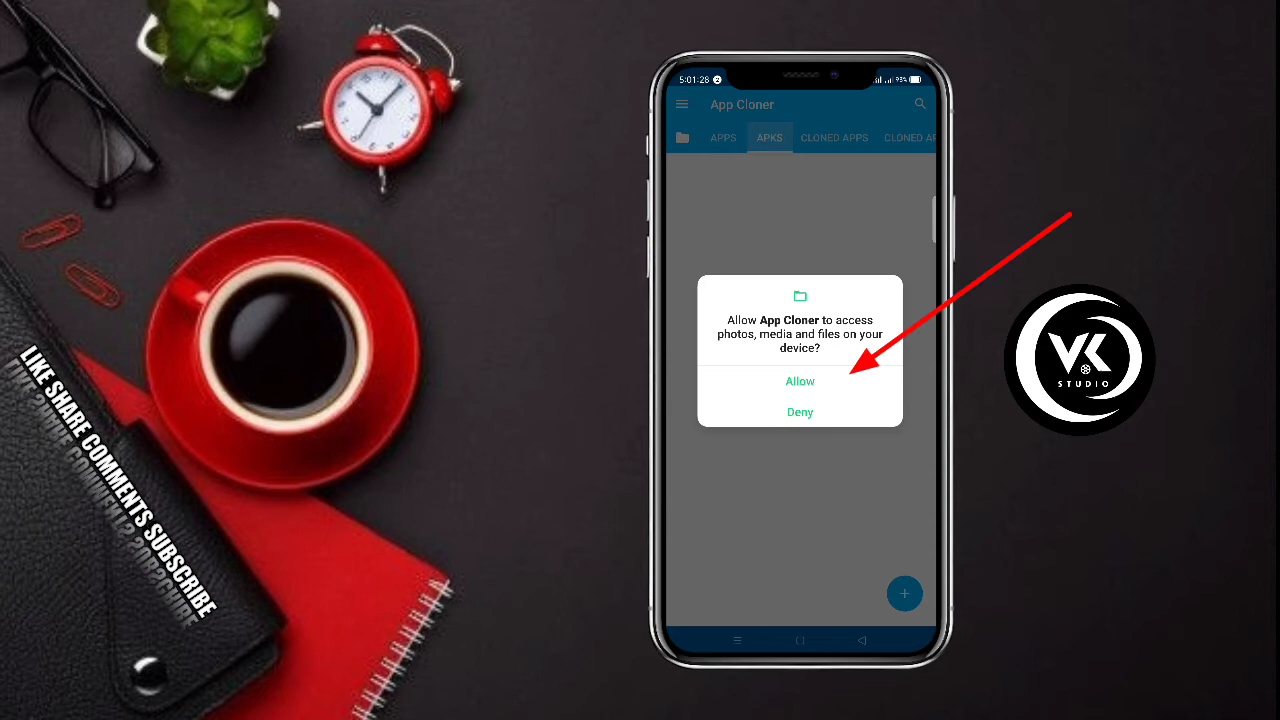 5:01:28
93%
App Cloner
APPS
APKS
CLONED APPS
CLONED AP
Allow App Cloner to access
photos, media and files on your
device?
Allow
Deny
VK
STUDIO
LIKE SHARE COMMENTS SUBSCRIBE